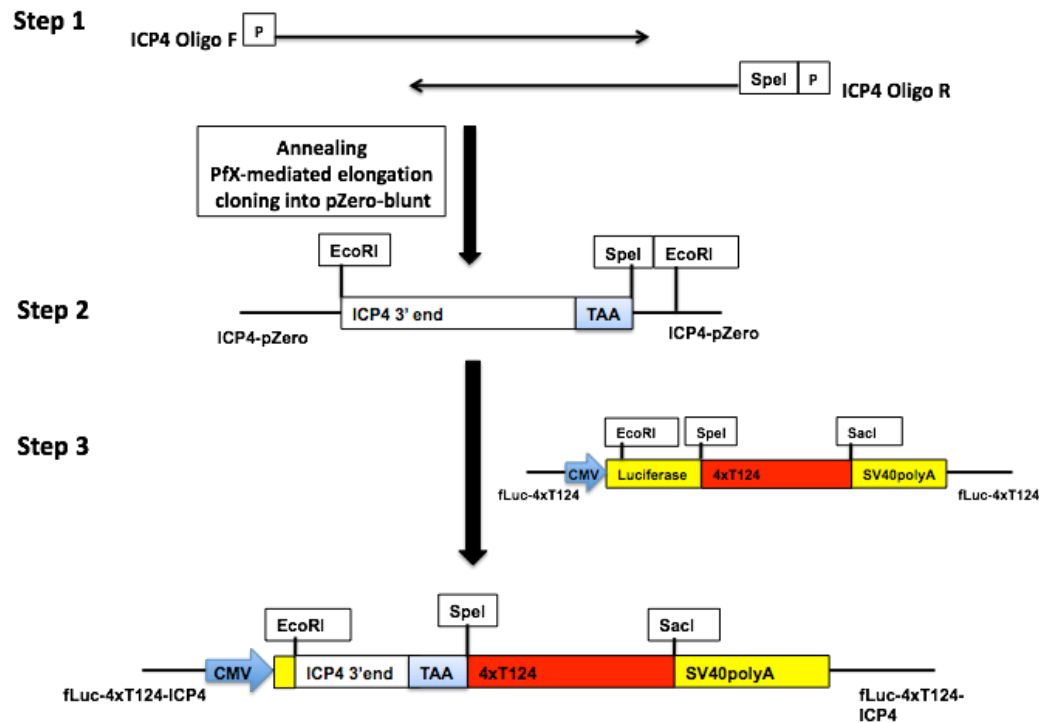 Step 1
ICP4 Oligo F
P
SpeI
P
ICP4 Oligo R
Annealing
PfX-mediated elongation
cloning into pZero-blunt
EcoRI
SpeI
EcoRI
Step 2
ICP4 3' end
TAA
ICP4-pZero
ICP4-pZero
Step 3
EcoRI
SpeI
SacI
CMV
Luciferase
4xT124
SV40polyA
fLuc-4xT124
fLuc-4xT124
EcoRI
SpeI
SacI
CMV
ICP4 3'end
TAA
4xT124
SV40polyA
fLuc-4xT124-ICP4
fLuc-4xT124-
ICP4